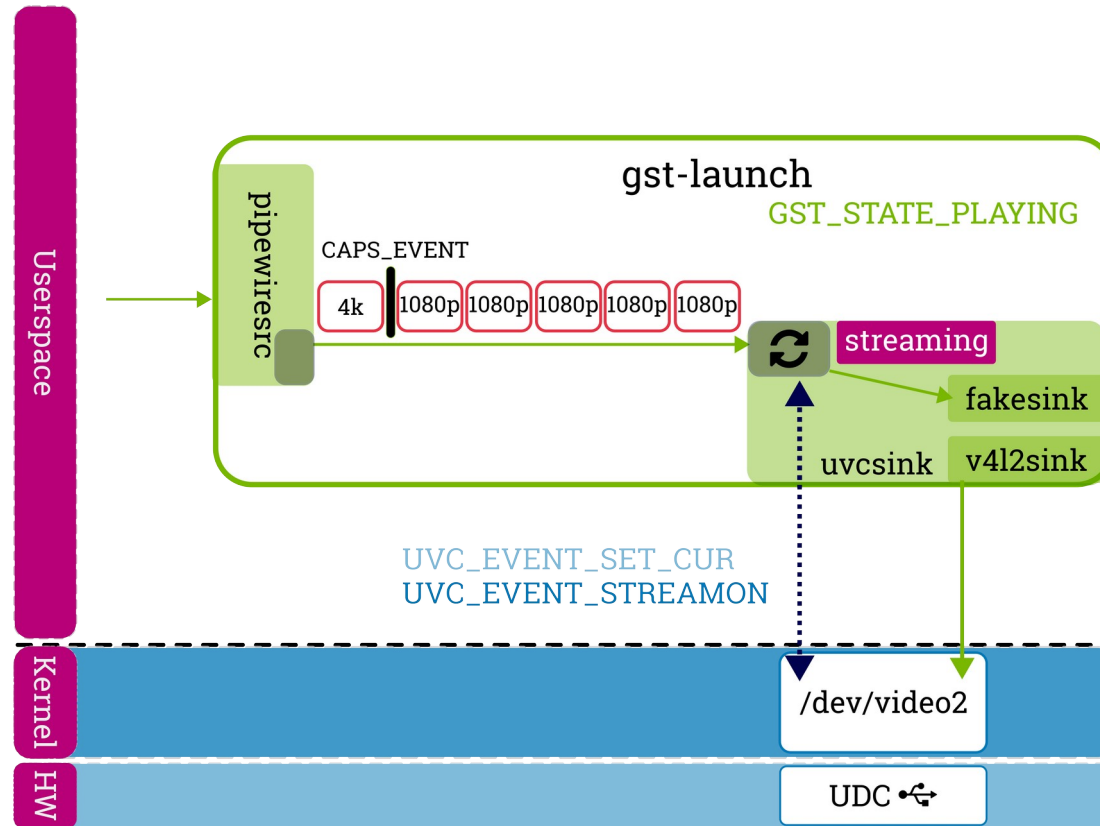 Userspace
gst-launch
GST_STATE_PLAYING
pipewiresrc
CAPS_EVENT
4k
1080p
1080p
1080p
1080p
1080p
streaming
fakesink
uvcsink
v4l2sink
UVC_EVENT_SET_CUR
UVC_EVENT_STREAMON
Kernel
/dev/video2
HW
UDC